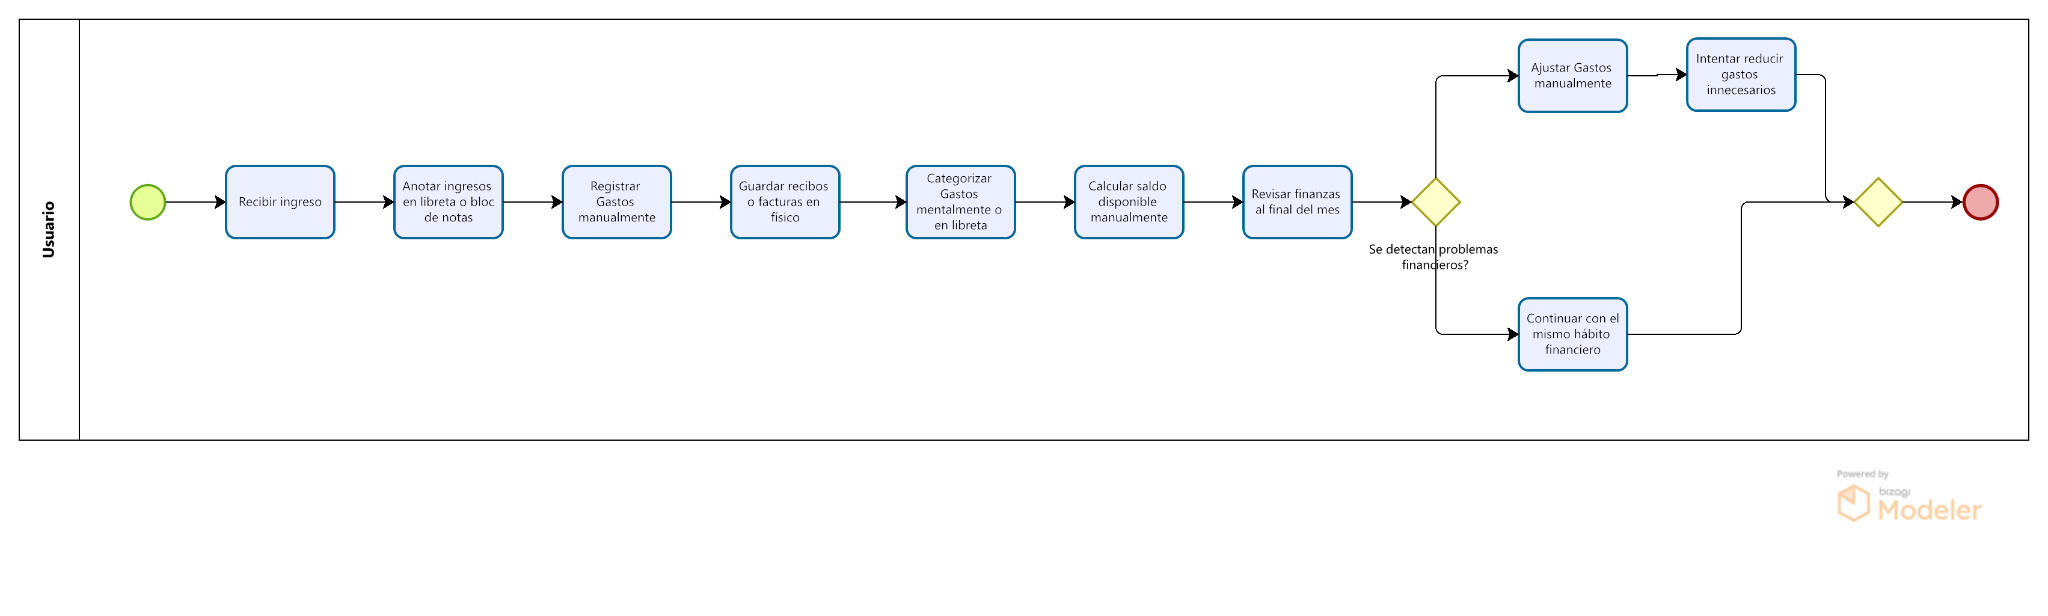 Usuario
Recibir ingreso
Anotar ingresos
en libreta o bloc
de notas
Registrar
Gastos
manualmente
Guardar recibos
o facturas en
físico
Categorizar
Gastos
mentalmente o
en libreta
Calcular saldo
disponible
manualmente
Revisar finanzas
al final del mes
Se detectan problemas
financieros?
Ajustar Gastos
manualmente
Intentar reducir
gastos
innecesarios
Continuar con el
mismo hábito
financiero
Powered by
bizagi
Modeler